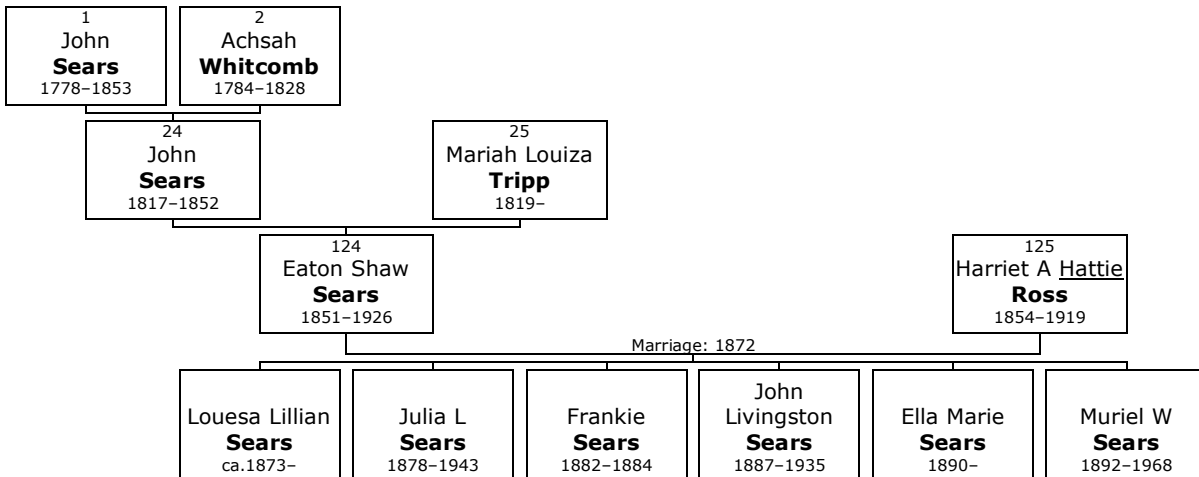 1
John
Sears
1778–1853
2
Achsah
Whitcomb
1784–1828
24
John
Sears
1817–1852
25
Mariah Louiza
Tripp
1819–
124
Eaton Shaw
Sears
1851–1926
125
Harriet A Hattie
Ross
1854–1919
Marriage: 1872
Louesa Lillian
Sears
ca.1873–
Julia L
Sears
1878–1943
Frankie
Sears
1882–1884
John
Livingston
Sears
1887–1935
Ella Marie
Sears
1890–
Muriel W
Sears
1892–1968